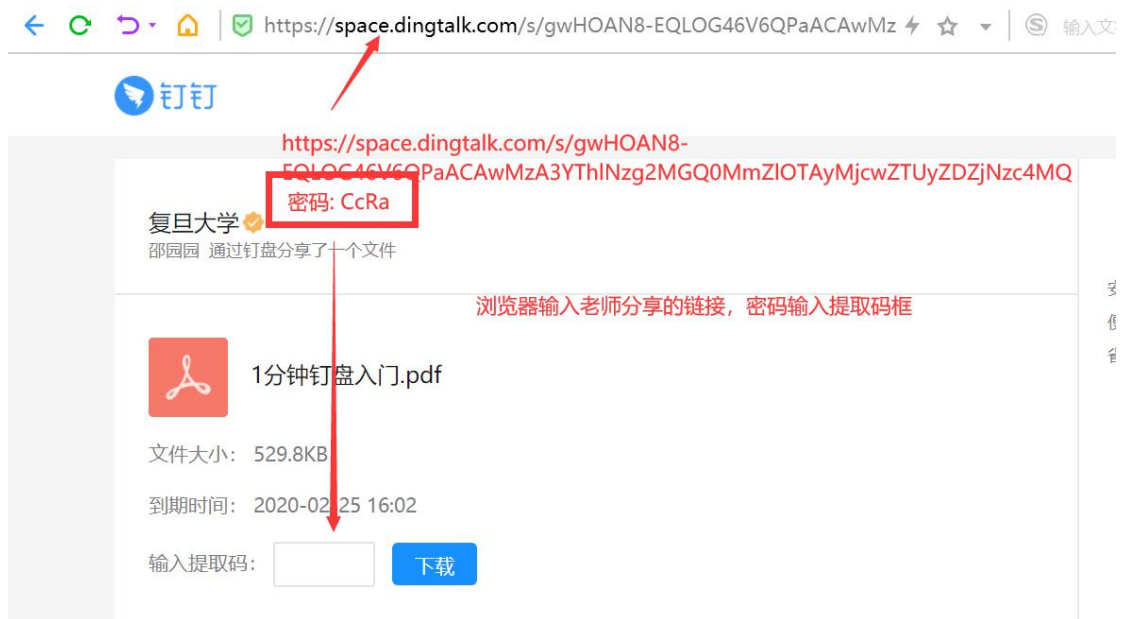 https://space.dingtalk.com/s/gwHOAN8-EQLOG46V6QPaACAwMz
输入文
钉钉
https://space.dingtalk.com/s/gwHOAN8-
EQLOG46V6QPaACAwMzA3YThlNzg2MGQ0MmZlOTAyMjcwZTUyZDZjNzc4MQ
密码: CcRa
复旦大学
邵园园 通过钉盘分享了一个文件
浏览器输入老师分享的链接，密码输入提取码框
1分钟钉盘入门.pdf
文件大小： 529.8KB
到期时间： 2020-02-25 16:02
输入提取码：
下载